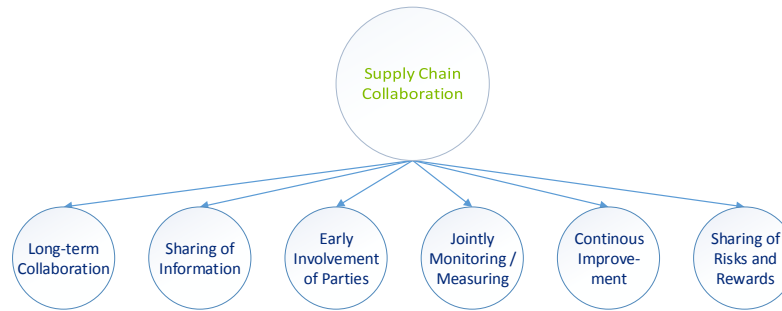 Supply Chain
Collaboration
Long-term
Collaboration
Sharing of
Information
Early
Involvement
of Parties
Jointly
Monitoring /
Measuring
Continous
Improve-
ment
Sharing of
Risks and
Rewards